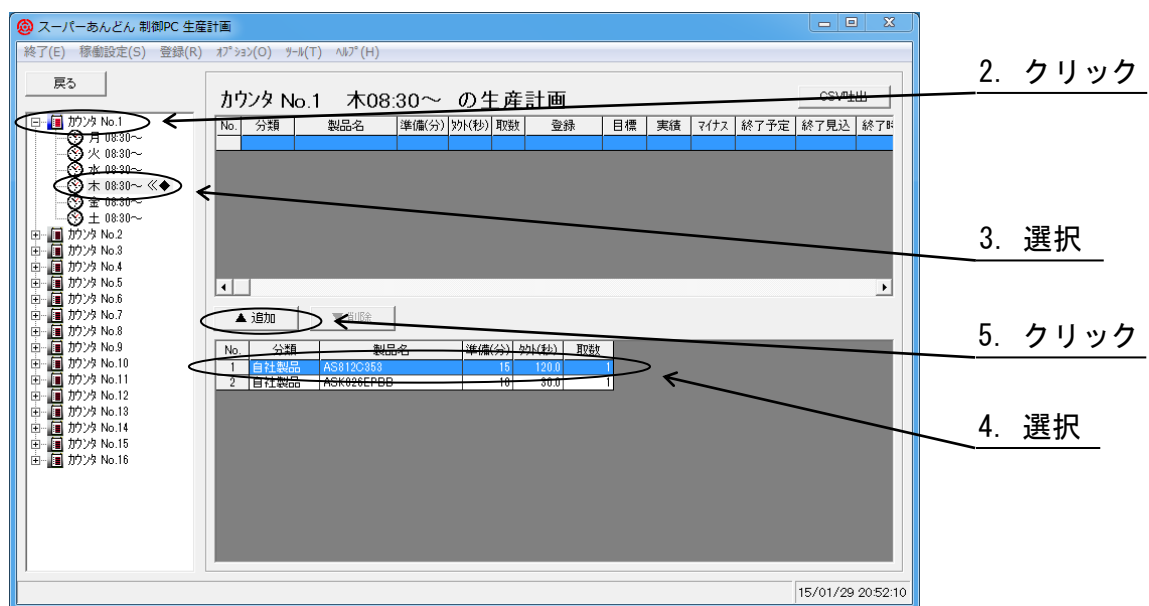 スーパーあんどん 制御PC 生産計画
終了(E) 稼働設定(S) 登録(R) ｵﾌﾟｼｮﾝ(O) ﾂｰﾙ(T) ﾍﾙﾌﾟ(H)
戻る
2. クリック
カウンタ No.1 木08:30～ の生産計画
CSV吐出
No. 分類 製品名 準備(分) ﾀｸﾄ(秒) 取数 登録 目標 実績 ﾏｲﾅｽ 終了予定 終了見込
ｶｳﾝﾀ No.1
月 08:30～
火 08:30～
水 08:30～
木 08:30～ ≪◆
金 08:30～
土 08:30～
ｶｳﾝﾀ No.2
ｶｳﾝﾀ No.3
ｶｳﾝﾀ No.4
ｶｳﾝﾀ No.5
ｶｳﾝﾀ No.6
ｶｳﾝﾀ No.7
ｶｳﾝﾀ No.8
ｶｳﾝﾀ No.9
ｶｳﾝﾀ No.10
ｶｳﾝﾀ No.11
ｶｳﾝﾀ No.12
ｶｳﾝﾀ No.13
ｶｳﾝﾀ No.14
ｶｳﾝﾀ No.15
ｶｳﾝﾀ No.16
3. 選択
▲ 追加 ▼ 削除
5. クリック
No. 分類 製品名 準備(分) ﾀｸﾄ(秒) 取数
1 自社製品 AS812C353 15 120.0 1
2 自社製品 ASK026EPBB 10 30.0 1
4. 選択
15/01/29 20:52:10